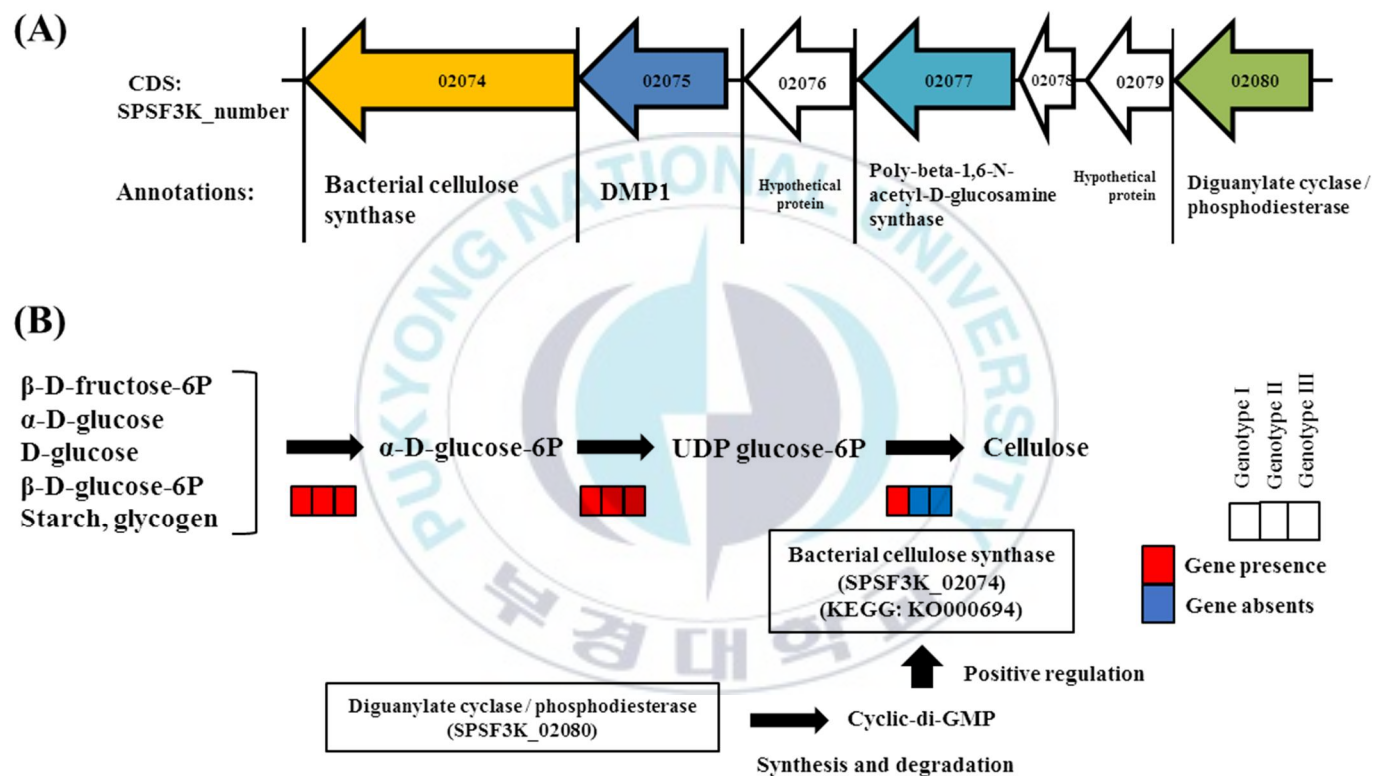 (A)
CDS:
SPSF3K_number
02074
02075
02076
02077
02078
02079
02080
Annotations:
Bacterial cellulose
synthase
DMP1
Hypothetical
protein
Poly-beta-1,6-N-
acetyl-D-glucosamine
synthase
Hypothetical
protein
Diguanylate cyclase /
phosphodiesterase
PUKYONG NATIONAL UNIVERSITY
부경대학교
(B)
β-D-fructose-6P
α-D-glucose
D-glucose
β-D-glucose-6P
Starch, glycogen
α-D-glucose-6P
UDP glucose-6P
Cellulose
Genotype I
Genotype II
Genotype III
Gene presence
Gene absents
Bacterial cellulose synthase
(SPSF3K_02074)
(KEGG: KO000694)
Positive regulation
Diguanylate cyclase / phosphodiesterase
(SPSF3K_02080)
Cyclic-di-GMP
Synthesis and degradation